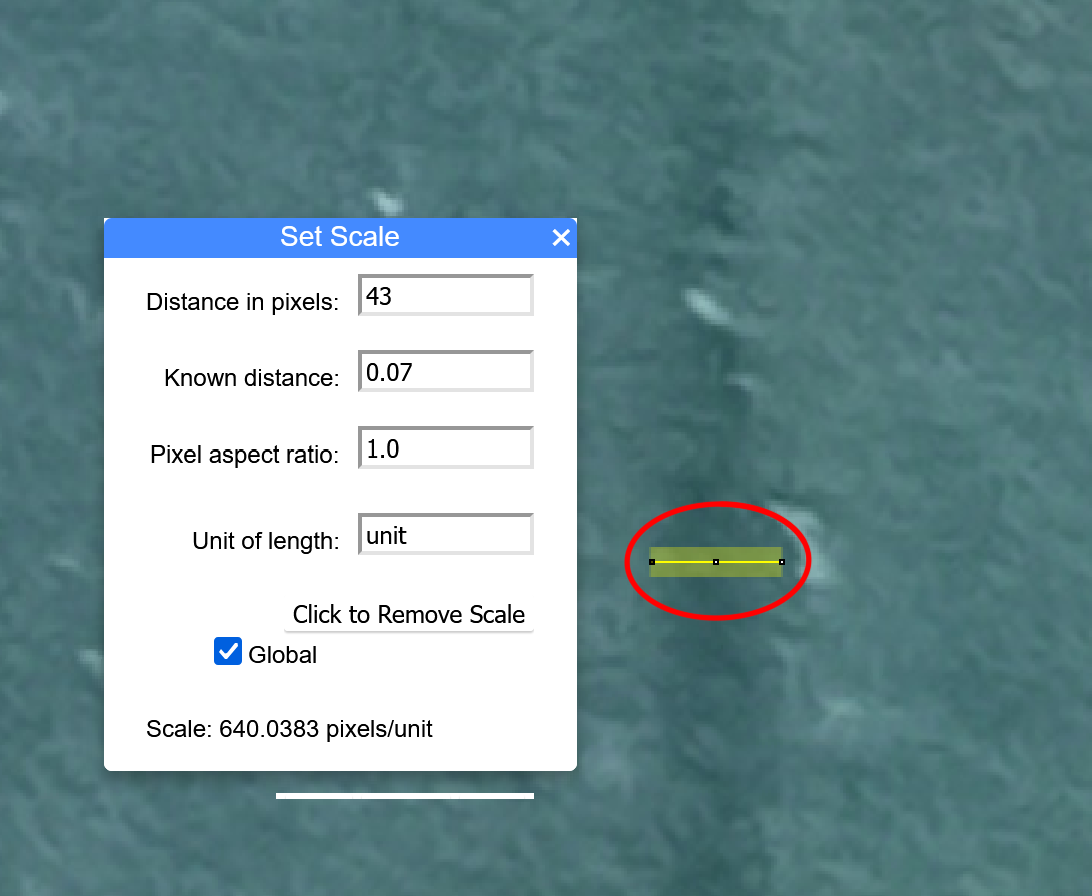 Set Scale
Distance in pixels: 43
Known distance: 0.07
Pixel aspect ratio: 1.0
Unit of length: unit
Click to Remove Scale
Global
Scale: 640.0383 pixels/unit